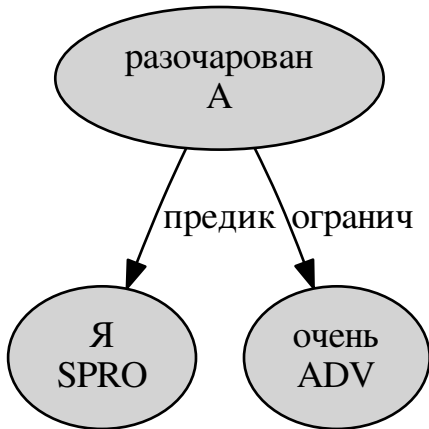 разочарован
A
предик огранич
Я
SPRO
очень
ADV